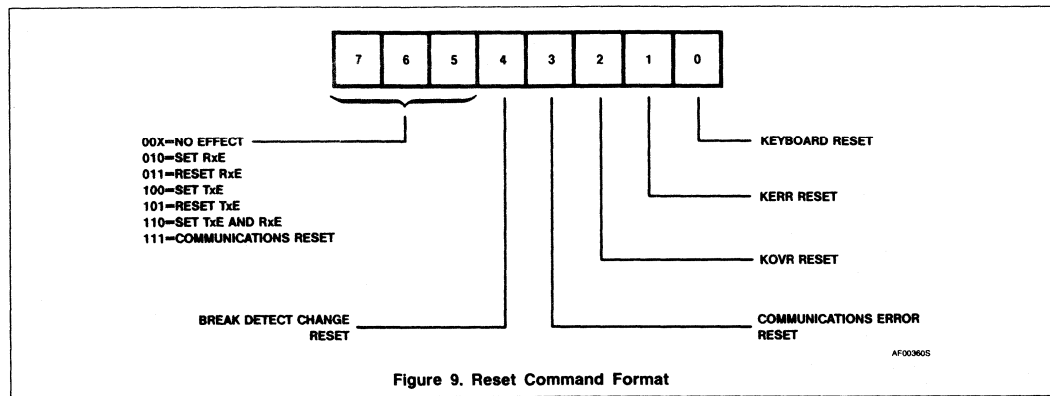 7 6 5 4 3 2 1 0
00X=NO EFFECT
010=SET RxE
011=RESET RxE
100=SET TxE
101=RESET TxE
110=SET TxE AND RxE
111=COMMUNICATIONS RESET
KEYBOARD RESET
KERR RESET
KOVR RESET
BREAK DETECT CHANGE
RESET
COMMUNICATIONS ERROR
RESET
AF00360S
Figure 9. Reset Command Format